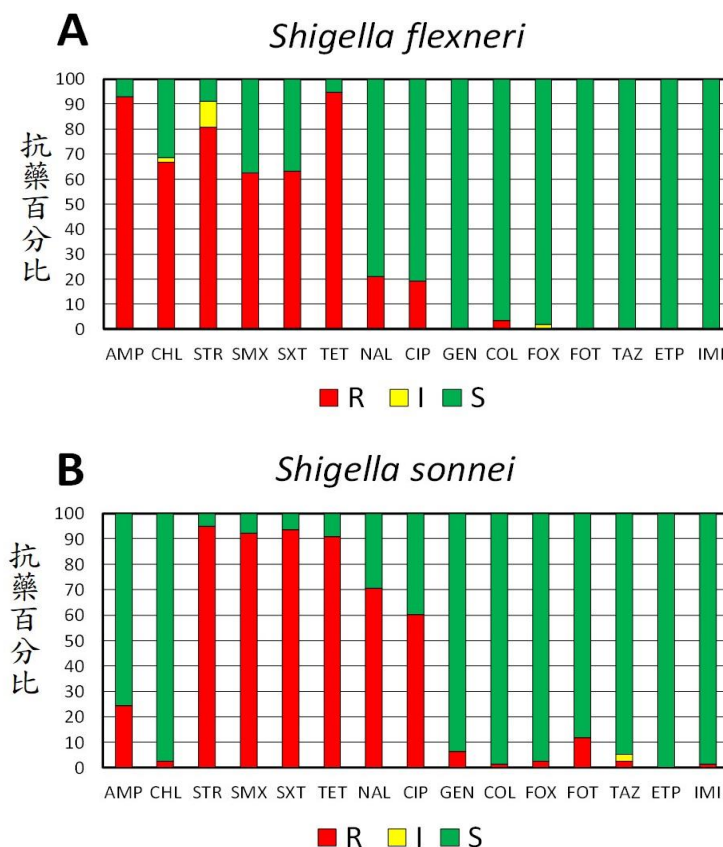 A
Shigella flexneri
抗藥百分比
100
90
80
70
60
50
40
30
20
10
0
AMP CHL STR SMX SXT TET NAL CIP GEN COL FOX FOT TAZ ETP IMI
R I S
B
Shigella sonnei
抗藥百分比
100
90
80
70
60
50
40
30
20
10
0
AMP CHL STR SMX SXT TET NAL CIP GEN COL FOX FOT TAZ ETP IMI
R I S